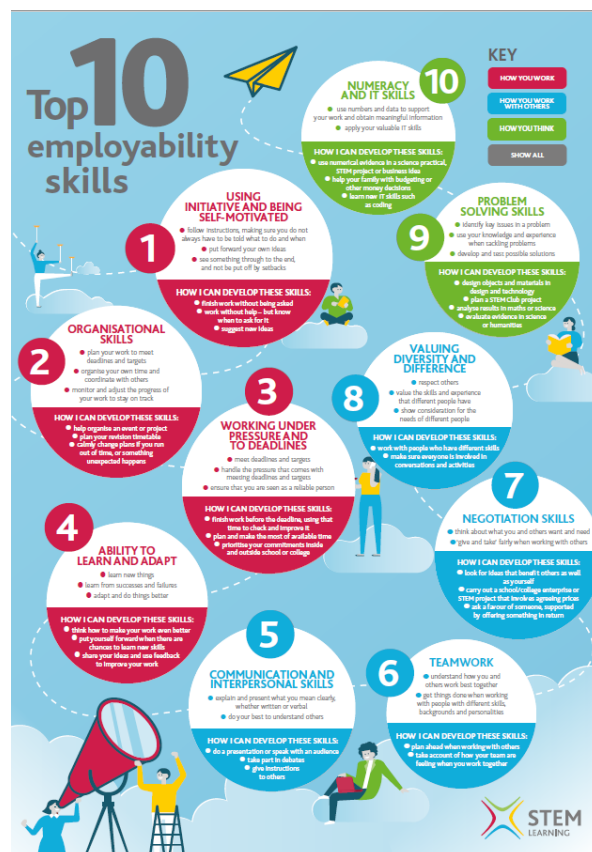 Top 10
employability
skills
KEY
HOW YOU WORK
HOW YOU WORK
WITH OTHERS
HOW YOU THINK
SHOW ALL
1
USING
INITIATIVE AND BEING
SELF-MOTIVATED
follow instructions, making sure you do not
always have to be told what to do and when
put forward your own ideas
see something through to the end,
and not be put off by setbacks
HOW I CAN DEVELOP THESE SKILLS:
finish work without being asked
work without help – but know
when to ask for it
suggest new ideas
2
ORGANISATIONAL
SKILLS
plan your work to meet
deadlines and targets
organise your own time and
coordinate with others
monitor and adjust the progress of
your work to stay on track
HOW I CAN DEVELOP THESE SKILLS:
help organise an event or project
plan your revision timetable
calmly change plans if you run
out of time, or something
unexpected happens
3
WORKING UNDER
PRESSURE AND
TO DEADLINES
meet deadlines and targets
handle the pressure that comes with
meeting deadlines and targets
ensure that you are seen as a reliable person
HOW I CAN DEVELOP THESE SKILLS:
finish work before the deadline, using that
time to check and improve it
plan and make the most of available time
prioritise your commitments inside
and outside school or college
4
ABILITY TO
LEARN AND ADAPT
learn new things
learn from successes and failures
adapt and do things better
HOW I CAN DEVELOP THESE SKILLS:
think how to make your work even better
put yourself forward when there are
chances to learn new skills
share your ideas and use feedback
to improve your work
5
COMMUNICATION AND
INTERPERSONAL SKILLS
explain and present what you mean clearly,
whether written or verbal
do your best to understand others
HOW I CAN DEVELOP THESE SKILLS:
do a presentation or speak with an audience
take part in debates
give instructions
to others
6
TEAMWORK
understand how you and
others work best together
get things done when working
with people with different skills,
backgrounds and personalities
HOW I CAN DEVELOP THESE SKILLS:
plan ahead when working with others
take account of how your team are
feeling when you work together
7
NEGOTIATION SKILLS
think about what you and others want and need
'give and take' fairly when working with others
HOW I CAN DEVELOP THESE SKILLS:
look for ideas that benefit others as well
as yourself
carry out a school/college enterprise or
STEM project that involves agreeing prices
ask a favour of someone, supported
by offering something in return
8
VALUING
DIVERSITY AND
DIFFERENCE
respect others
value the skills and experience
that different people have
show consideration for the
needs of different people
HOW I CAN DEVELOP THESE SKILLS:
work with people who have different skills
make sure everyone is involved in
conversations and activities
9
PROBLEM
SOLVING SKILLS
identify key issues in a problem
use your knowledge and experience
when tackling problems
develop and test possible solutions
HOW I CAN DEVELOP THESE SKILLS:
design objects and materials in
design and technology
plan a STEM Club project
analyse results in maths or science
evaluate evidence in science
or humanities
10
NUMERACY
AND IT SKILLS
use numbers and data to support
your work and obtain meaningful information
apply your valuable IT skills
HOW I CAN DEVELOP THESE SKILLS:
use numerical evidence in a science practical,
STEM project or business idea
help your family with budgeting or
other money decisions
learn new IT skills such
as coding
STEM
LEARNING